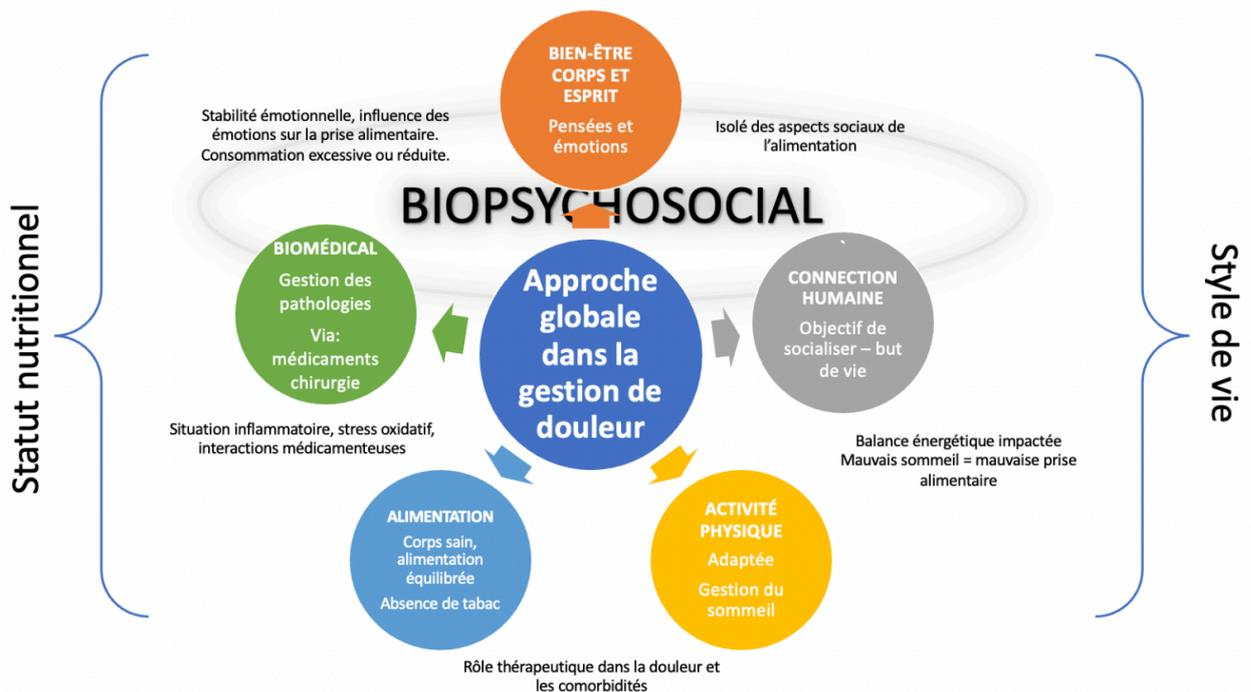 BIEN-ÊTRE
CORPS ET
ESPRIT
Pensées et
émotions
Stabilité émotionnelle, influence des
émotions sur la prise alimentaire.
Consommation excessive ou réduite.
Isolé des aspects sociaux de
l'alimentation
BIOPSYCHOSOCIAL
Statut nutritionnel
Style de vie
BIOMÉDICAL
Gestion des
pathologies
Via:
médicaments
chirurgie
Approche
globale
dans la
gestion de
douleur
CONNECTION
HUMAINE
Objectif de
socialiser – but
de vie
Situation inflammatoire, stress oxidatif,
interactions médicamenteuses
Balance énergétique impactée
Mauvais sommeil = mauvaise prise
alimentaire
ALIMENTATION
Corps sain,
alimentation
équilibrée
Absence de tabac
ACTIVITÉ
PHYSIQUE
Adaptée
Gestion du
sommeil
Rôle thérapeutique dans la douleur et
les comorbidités